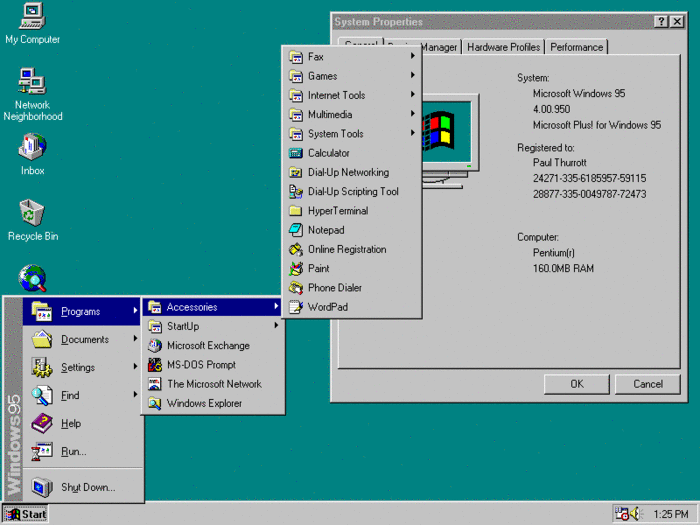 My Computer
Network
Neighborhood
Inbox
Recycle Bin
System Properties
General
Manager
Hardware Profiles
Performance
System:
Microsoft Windows 95
4.00.950
Microsoft Plus! for Windows 95
Registered to:
Paul Thurrott
24271-335-6185957-59115
28877-335-0049787-72473
Computer:
Pentium(r)
160.0MB RAM
OK
Cancel
Fax
Games
Internet Tools
Multimedia
System Tools
Calculator
Dial-Up Networking
Dial-Up Scripting Tool
HyperTerminal
Notepad
Online Registration
Paint
Phone Dialer
WordPad
Accessories
StartUp
Microsoft Exchange
MS-DOS Prompt
The Microsoft Network
Windows Explorer
Programs
Documents
Settings
Find
Help
Run...
Shut Down...
Windows95
Start
1:25 PM